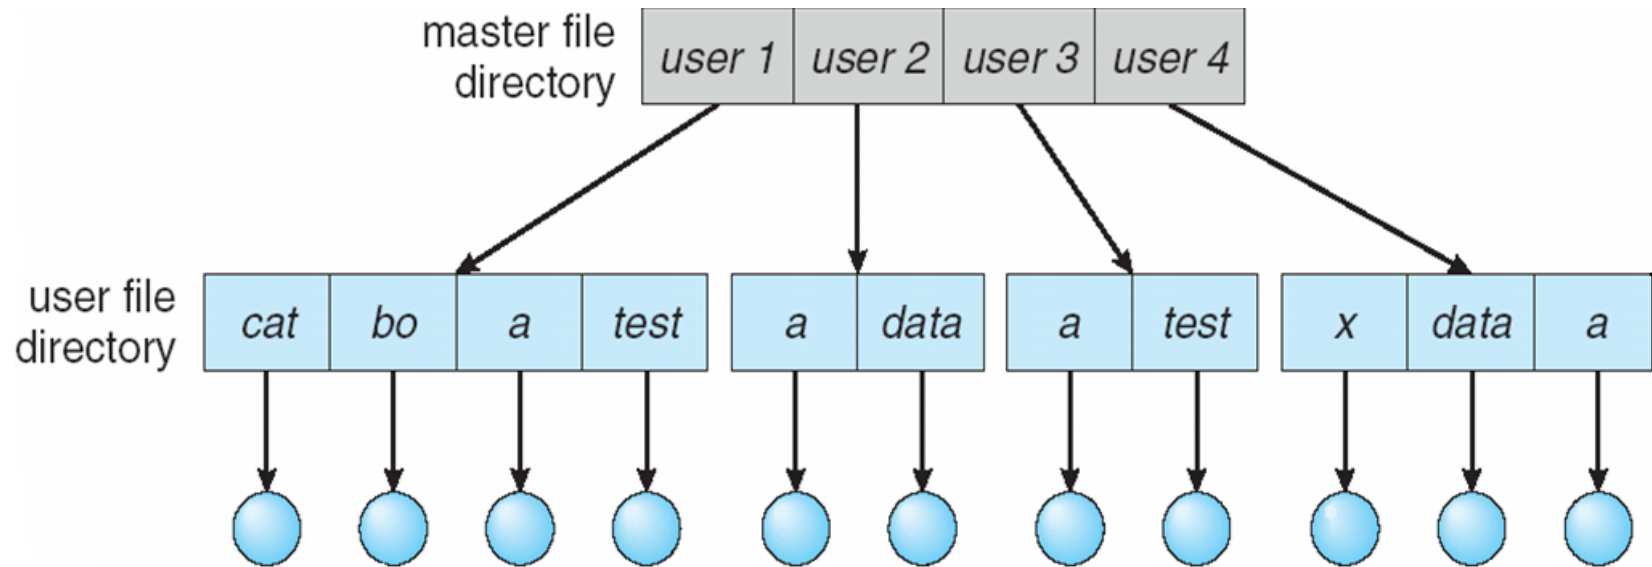 master file
directory
user 1 user 2 user 3 user 4
user file
directory
cat bo a test a data a test x data a